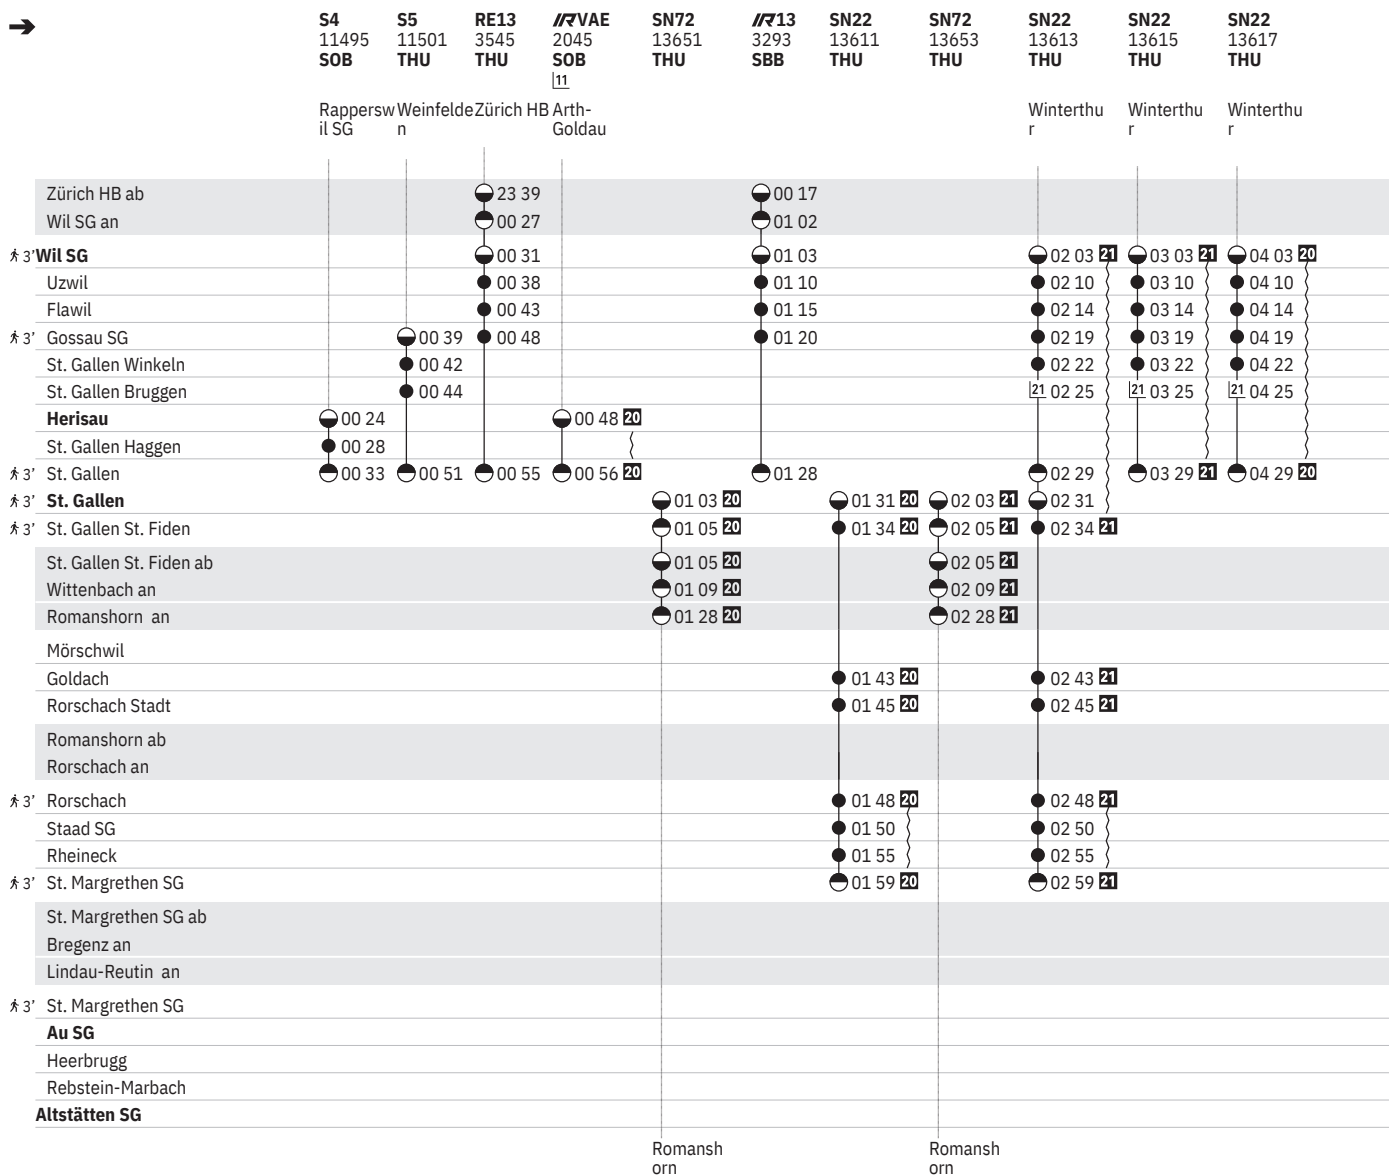 ➔ S4 S5 RE13 IRVAE SN72 IR13 SN22 SN72 SN22 SN22 SN22
11495 11501 3545 2045 13651 3293 13611 13653 13613 13615 13617
SOB THU THU SOB THU SBB THU THU THU THU THU
11
Rappersw Weinfelde Zürich HB Arth- Winterthu Winterthu Winterthu
il SG n Goldau r r r
Zürich HB ab 23 39 00 17
Wil SG an 00 27 01 02
3' Wil SG 00 31 01 03 02 03 21 03 03 21 04 03 20
Uzwil 00 38 01 10 02 10 03 10 04 10
Flawil 00 43 01 15 02 14 03 14 04 14
3' Gossau SG 00 39 00 48 01 20 02 19 03 19 04 19
St. Gallen Winkeln 00 42 02 22 03 22 04 22
St. Gallen Bruggen 00 44 21 02 25 21 03 25 21 04 25
Herisau 00 24 00 48 20
St. Gallen Haggen 00 28
3' St. Gallen 00 33 00 51 00 55 00 56 20 01 28 02 29 03 29 21 04 29 20
3' St. Gallen 01 03 20 01 31 20 02 03 21 02 31
3' St. Gallen St. Fiden 01 05 20 01 34 20 02 05 21 02 34 21
St. Gallen St. Fiden ab 01 05 20 02 05 21
Wittenbach an 01 09 20 02 09 21
Romanshorn an 01 28 20 02 28 21
Mörschwil
Goldach 01 43 20 02 43 21
Rorschach Stadt 01 45 20 02 45 21
Romanshorn ab
Rorschach an
3' Rorschach 01 48 20 02 48 21
Staad SG 01 50 02 50
Rheineck 01 55 02 55
3' St. Margrethen SG 01 59 20 02 59 21
St. Margrethen SG ab
Bregenz an
Lindau-Reutin an
3' St. Margrethen SG
Au SG
Heerbrugg
Rebstein-Marbach
Altstätten SG
Romansh Romansh
orn orn